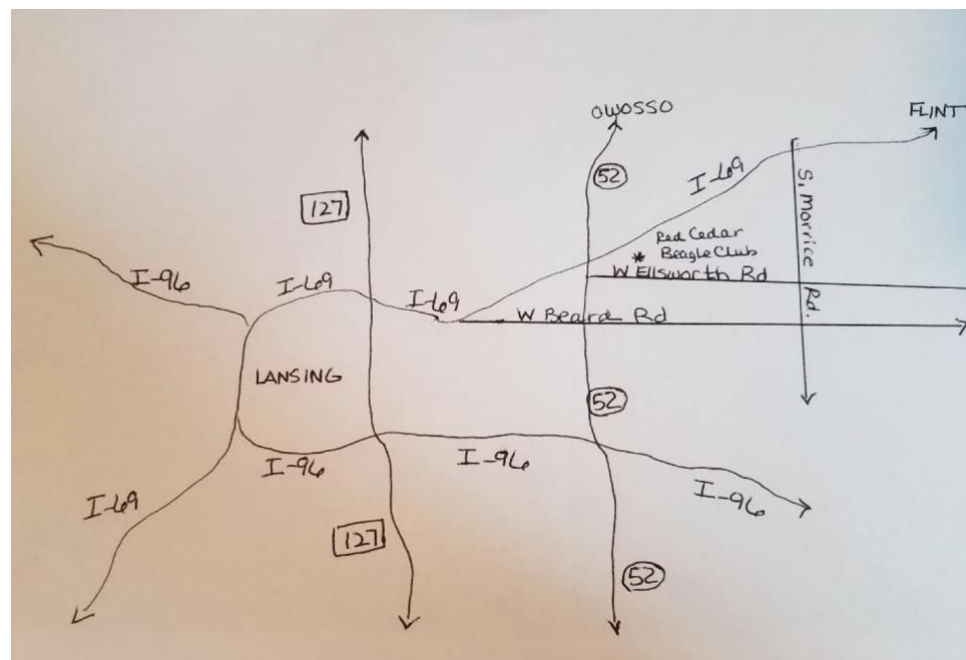 OWOSSO
FLINT
52
I-69
127
S. Morrice Rd.
Red Cedar
* Beagle Club
W Ellsworth Rd
I-96
I-69
I-69
W Beard Rd
LANSING
52
I-96
I-96
I-96
I-69
127
52